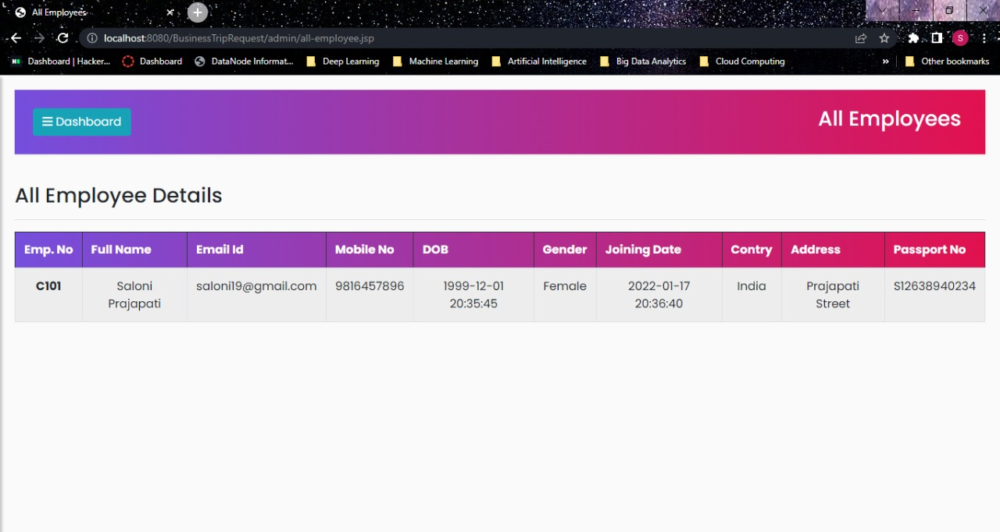 All Employees
localhost:8080/BusinessTripRequest/admin/all-employee.jsp
S
Dashboard | Hacker... Dashboard DataNode Informat... Deep Learning Machine Learning Artificial Intelligence Big Data Analytics Cloud Computing » Other bookmarks
Dashboard
All Employees
All Employee Details
Emp. No Full Name Email Id Mobile No DOB Gender Joining Date Contry Address Passport No
C101 Saloni saloni19@gmail.com 9816457896 1999-12-01 Female 2022-01-17 India Prajapati S12638940234
Prajapati 20:35:45 20:36:40 Street